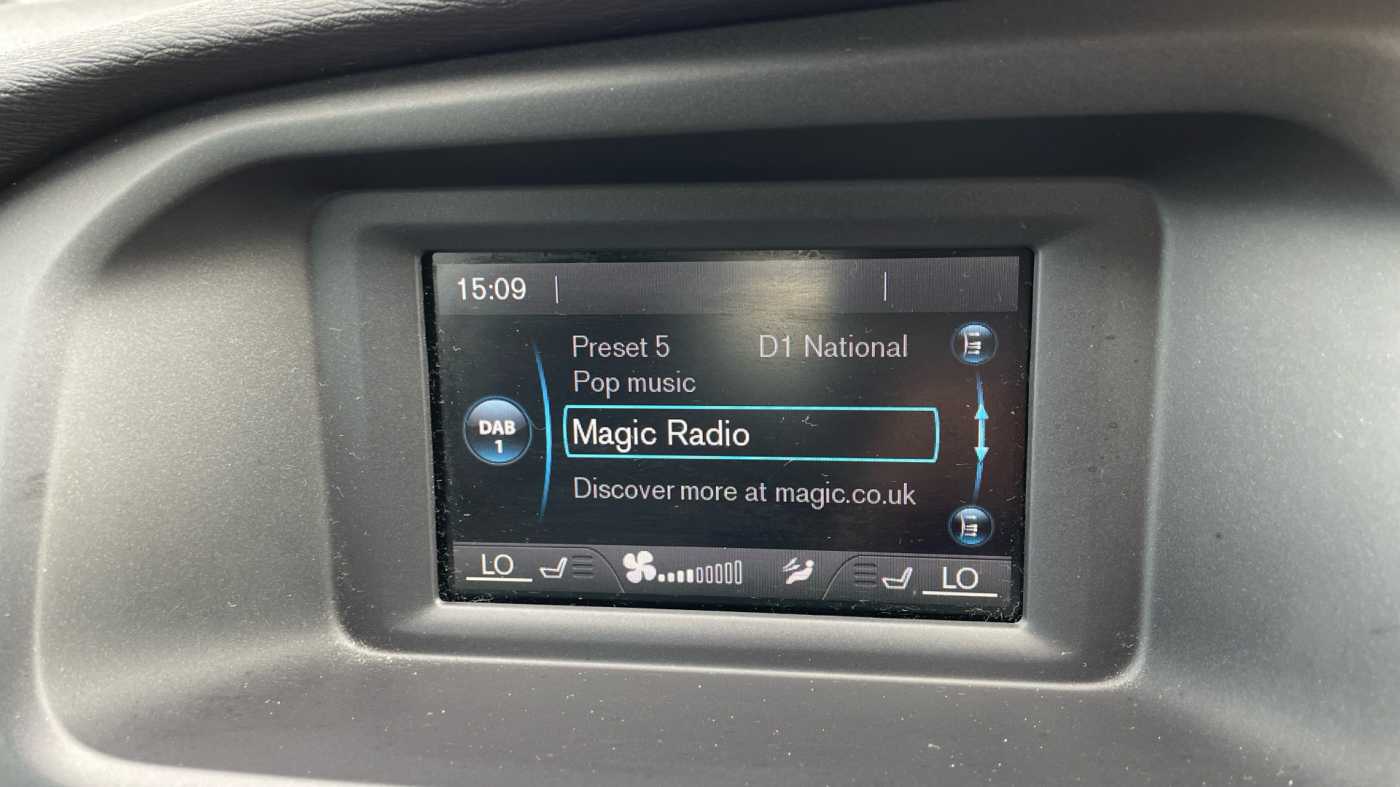 15:09
Preset 5 D1 National
Pop music
DAB
1
Magic Radio
Discover more at magic.co.uk
LO LO